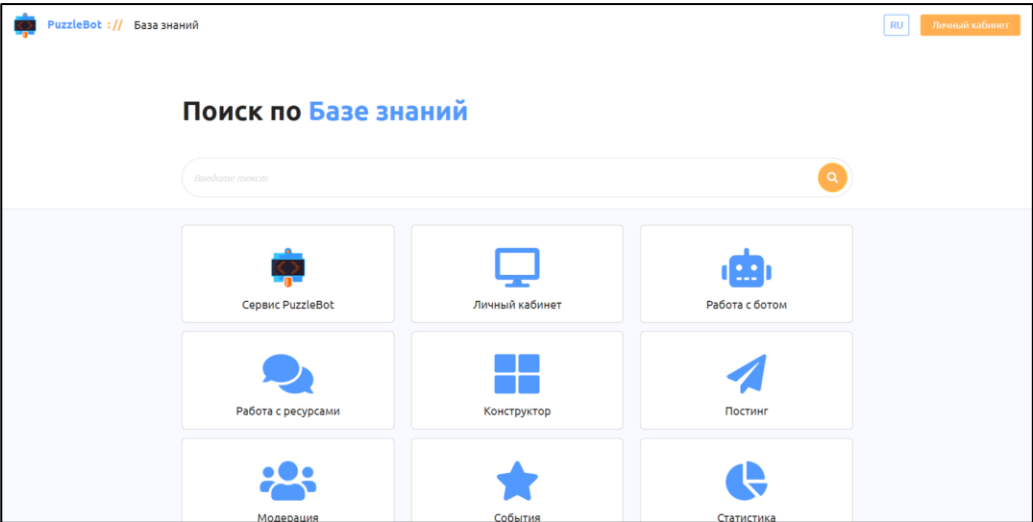 PuzzleBot :// База знаний
RU
Личный кабинет
Поиск по Базе знаний
Введите текст
Сервис PuzzleBot
Личный кабинет
Работа с ботом
Работа с ресурсами
Конструктор
Постинг
Модерация
События
Статистика